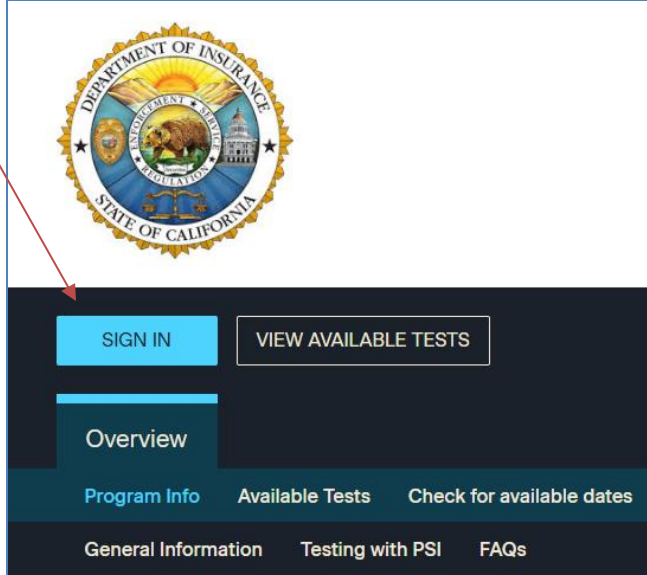 DEPARTMENT OF INSURANCE
ENFORCEMENT ★ SERVICE
REGULATION
STATE OF CALIFORNIA
SIGN IN
VIEW AVAILABLE TESTS
Overview
Program Info Available Tests Check for available dates
General Information Testing with PSI FAQs